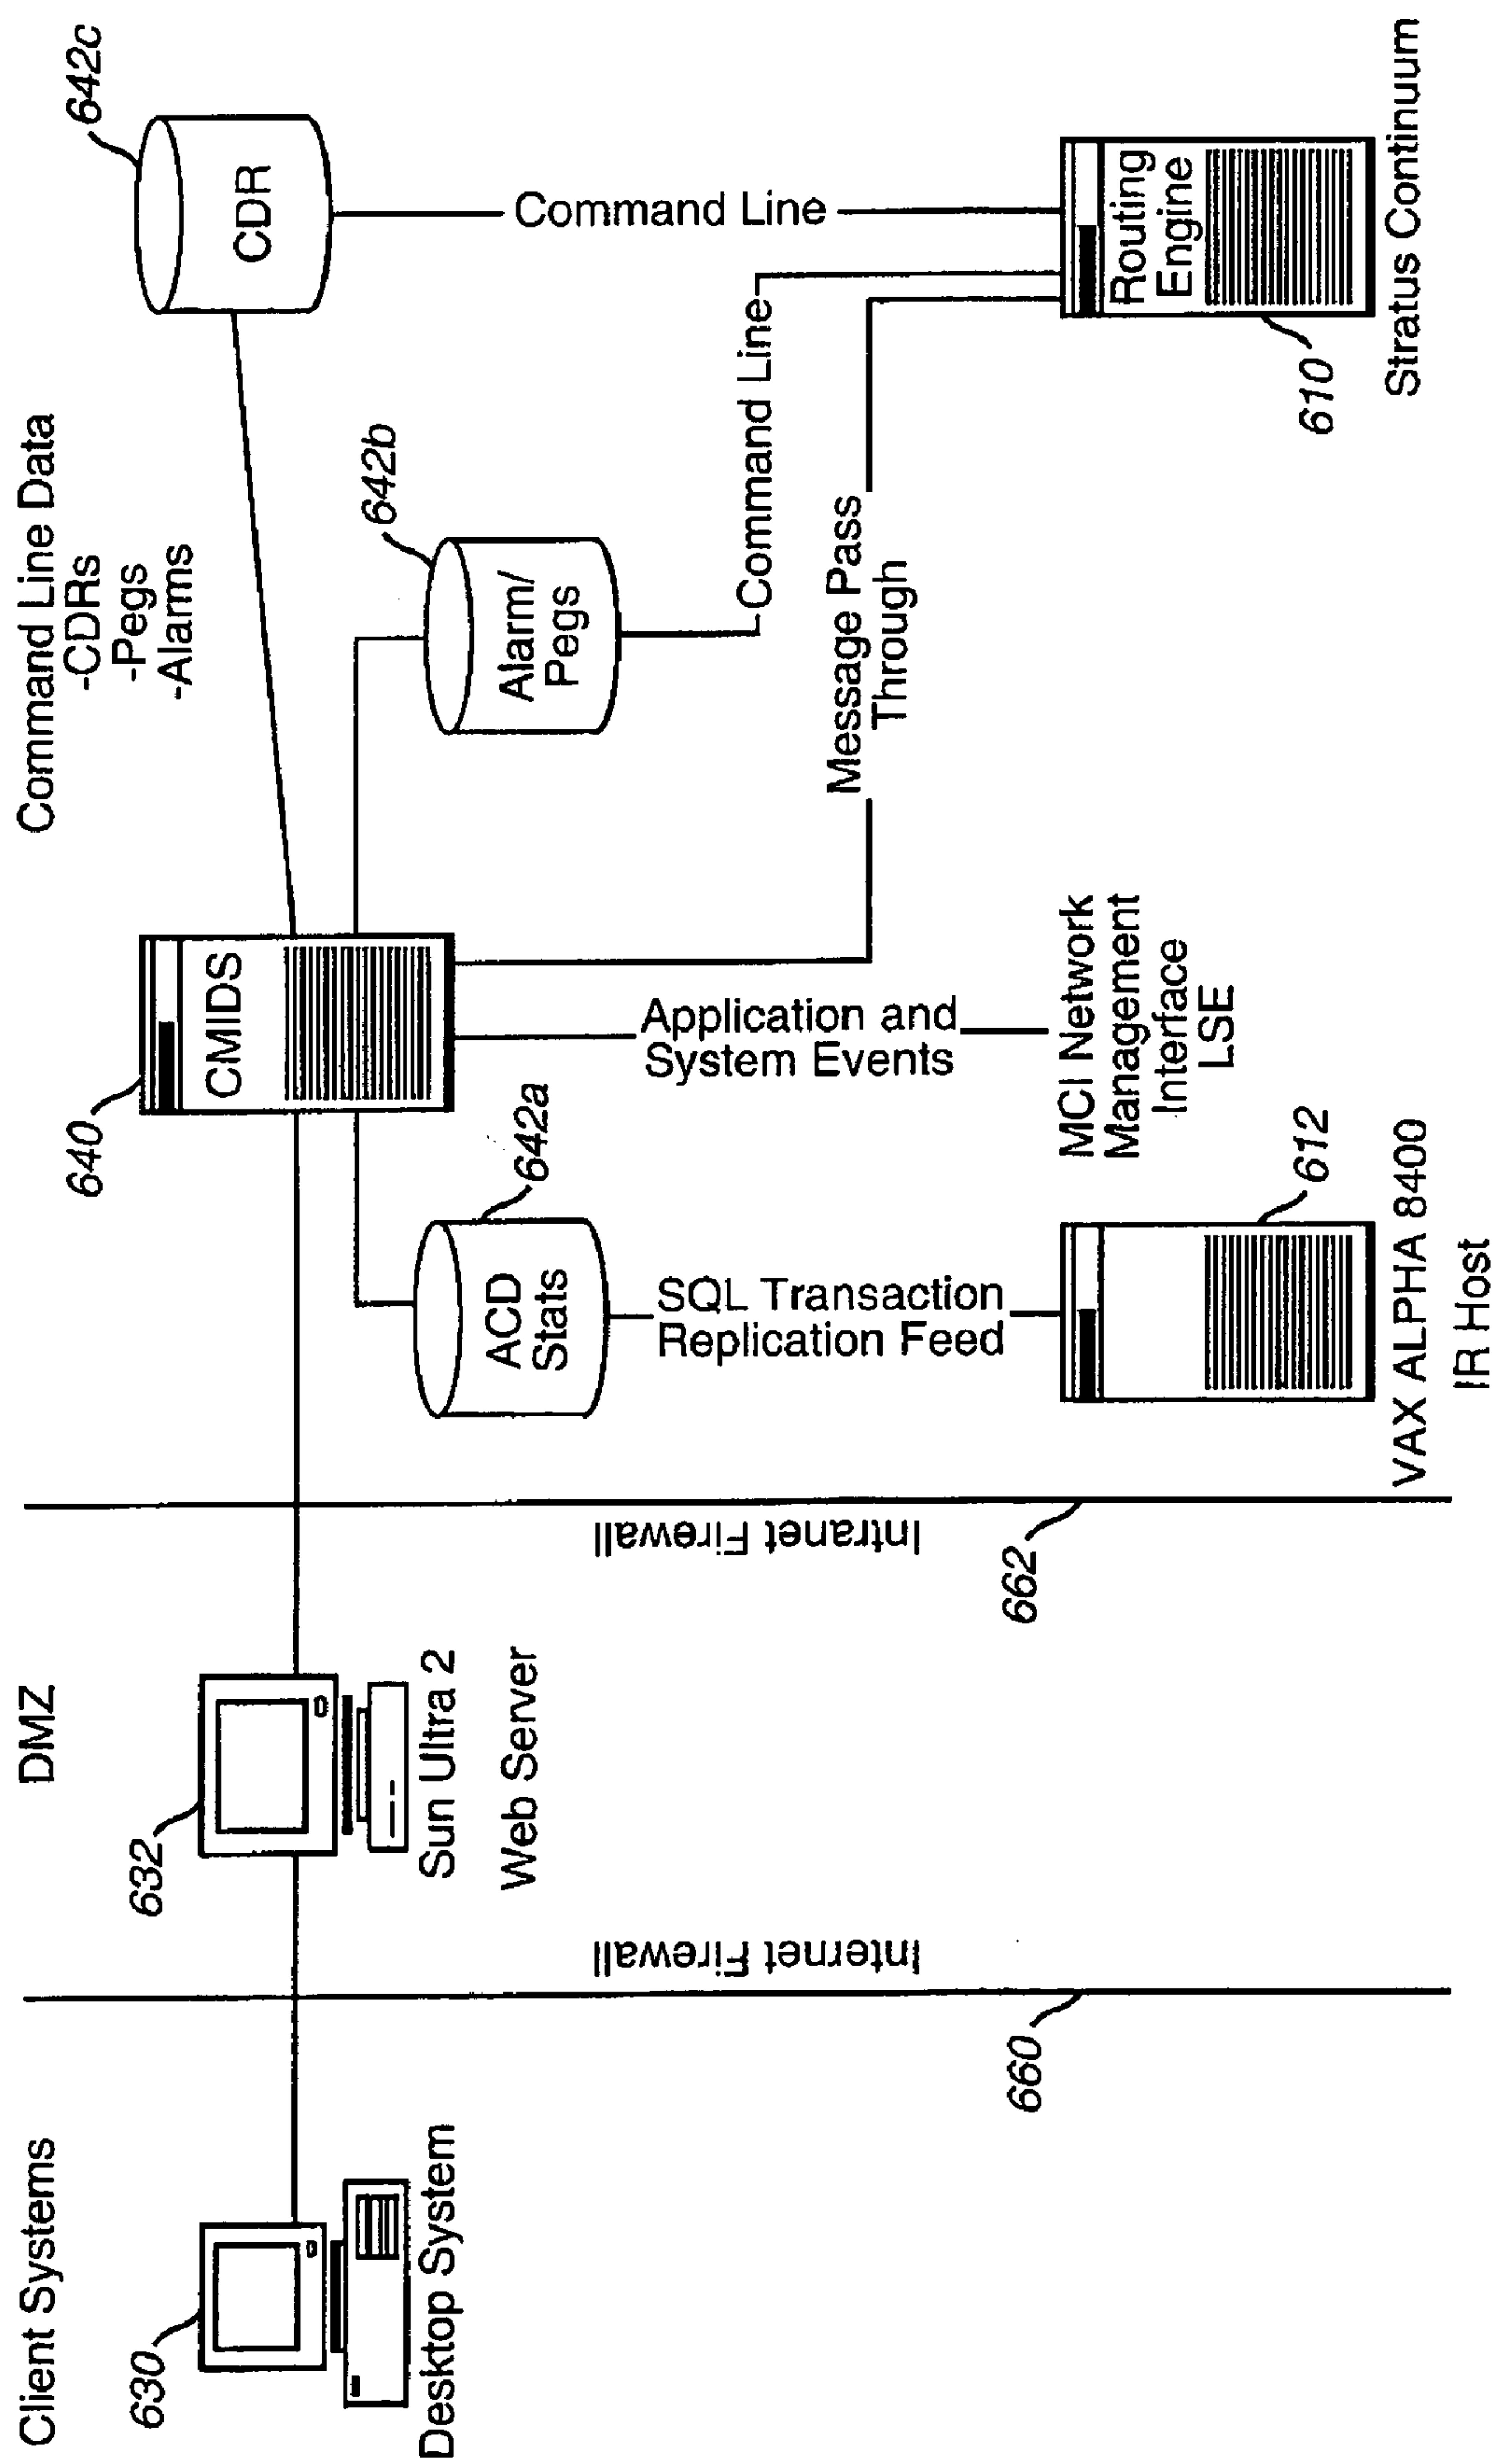 Client Systems
DMZ
Command Line Data
-CDRs
-Pegs
-Alarms
630
Desktop System
632
Sun Ultra 2
Web Server
640
CMIDS
642a
ACD
Stats
642b
Alarm/
Pegs
642c
CDR
Internet Firewall
660
Intranet Firewall
662
SQL Transaction
Replication Feed
Application and
System Events
Message Pass
Through
Command Line
Command Line
612
VAX ALPHA 8400
IR Host
MCI Network
Management
Interface
LSE
Routing
Engine
610
Stratus Continuum